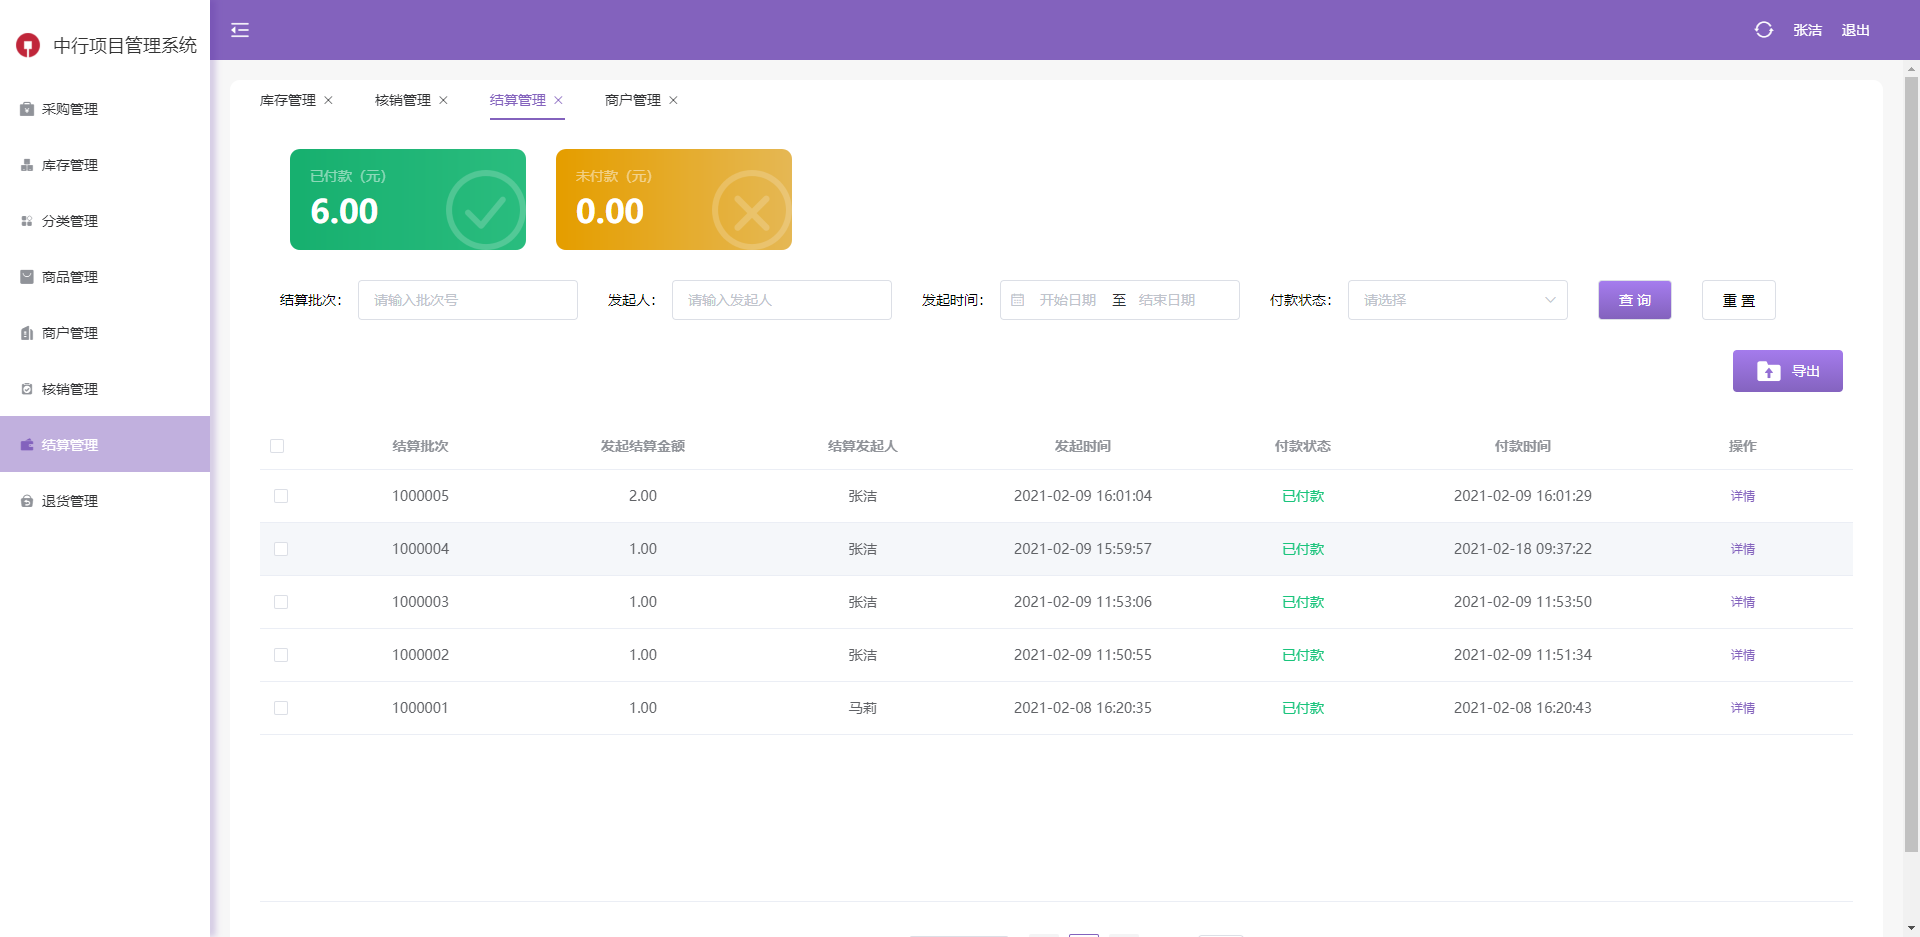 中行项目管理系统
张洁 退出
采购管理
库存管理
分类管理
商品管理
商户管理
核销管理
结算管理
退货管理
库存管理 核销管理 结算管理 商户管理
已付款（元）
6.00
未付款（元）
0.00
结算批次： 请输入批次号 发起人： 请输入发起人 发起时间： 开始日期 至 结束日期 付款状态： 请选择 查 询 重 置
导出
结算批次 发起结算金额 结算发起人 发起时间 付款状态 付款时间 操作
1000005 2.00 张洁 2021-02-09 16:01:04 已付款 2021-02-09 16:01:29 详情
1000004 1.00 张洁 2021-02-09 15:59:57 已付款 2021-02-18 09:37:22 详情
1000003 1.00 张洁 2021-02-09 11:53:06 已付款 2021-02-09 11:53:50 详情
1000002 1.00 张洁 2021-02-09 11:50:55 已付款 2021-02-09 11:51:34 详情
1000001 1.00 马莉 2021-02-08 16:20:35 已付款 2021-02-08 16:20:43 详情